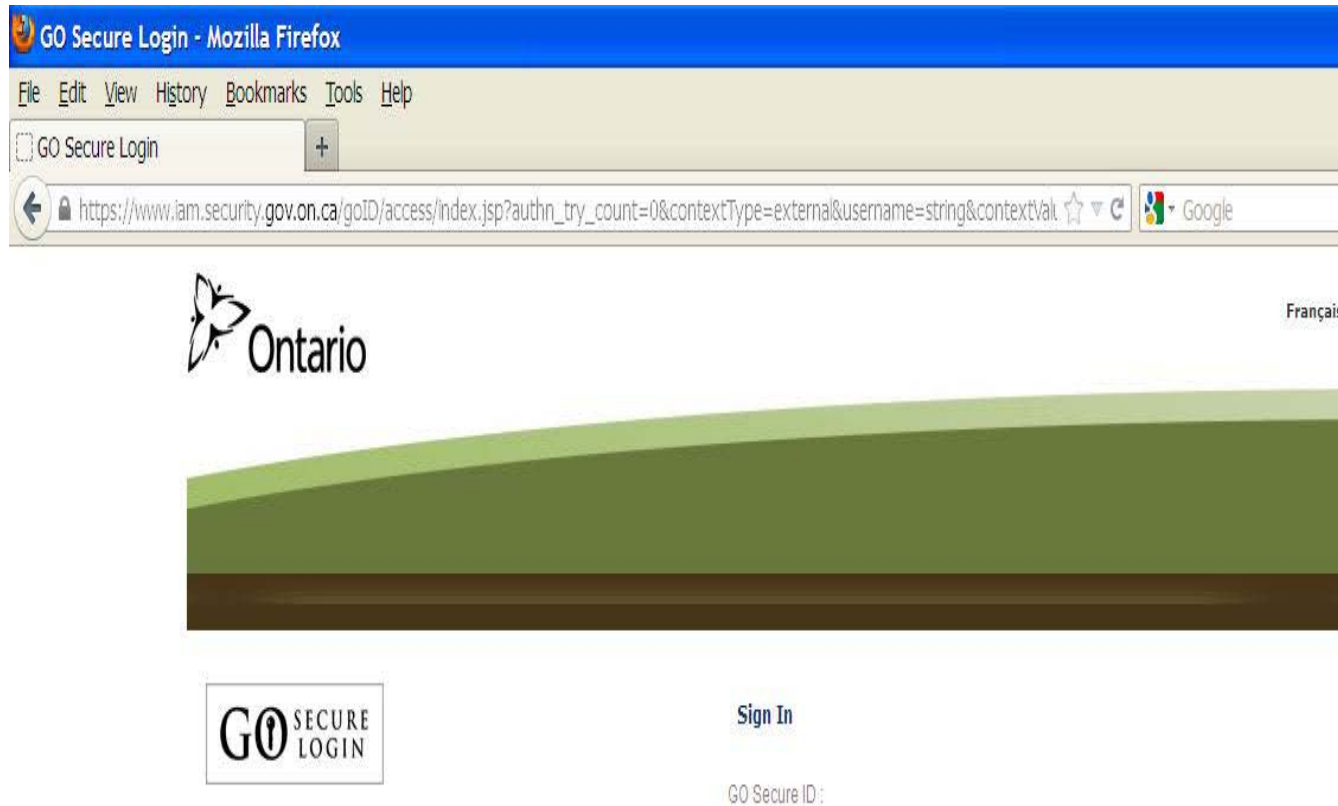 GO Secure Login - Mozilla Firefox
File Edit View History Bookmarks Tools Help
GO Secure Login +
https://www.iam.security.gov.on.ca/goID/access/index.jsp?authn_try_count=0&contextType=external&username=string&contextValu Google
Ontario
Français
GO SECURE LOGIN
Sign In
GO Secure ID :